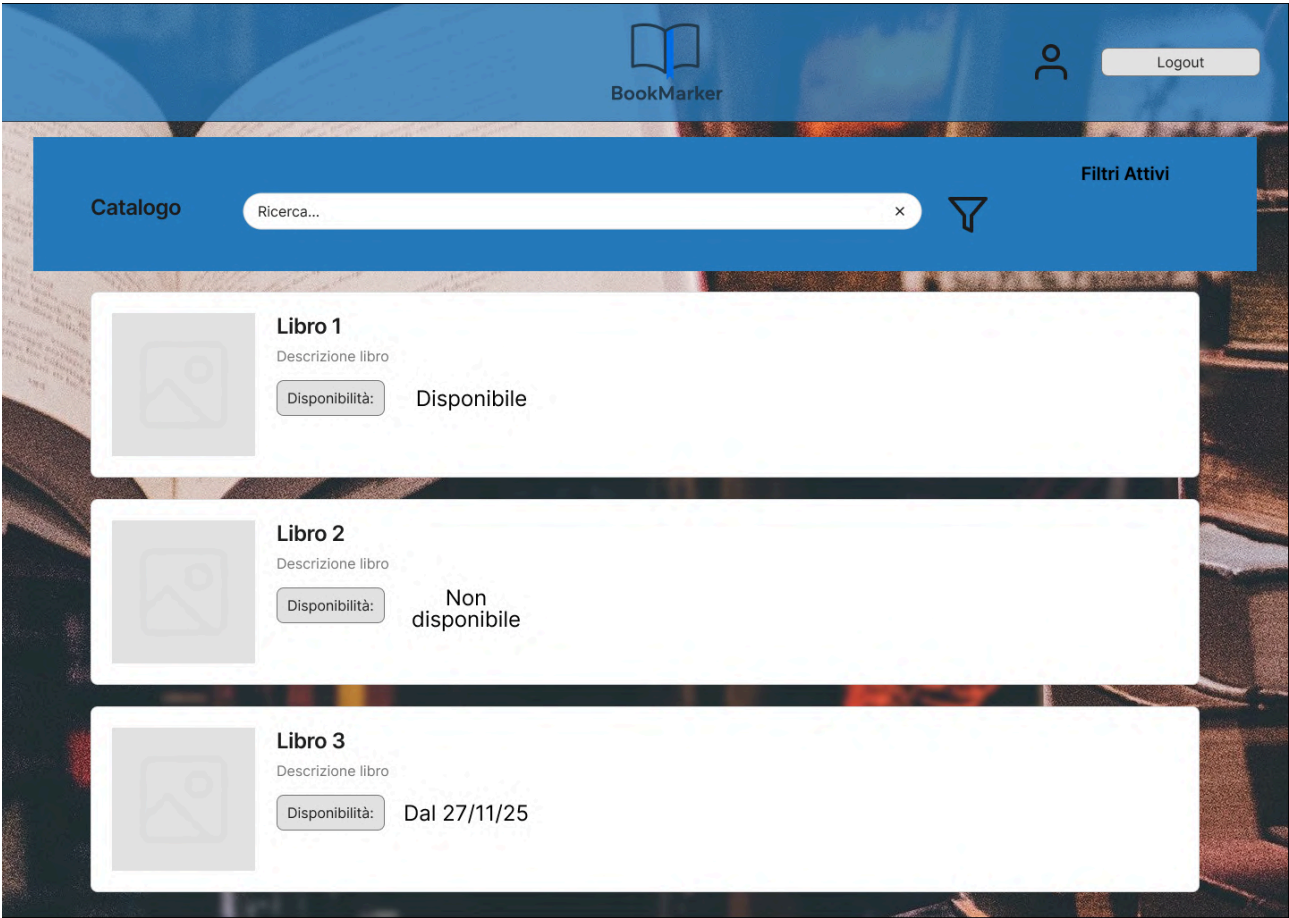 BookMarker
Logout
Filtri Attivi
Catalogo
Ricerca...
Libro 1
Descrizione libro
Disponibilità:
Disponibile
Libro 2
Descrizione libro
Disponibilità:
Non
disponibile
Libro 3
Descrizione libro
Disponibilità:
Dal 27/11/25